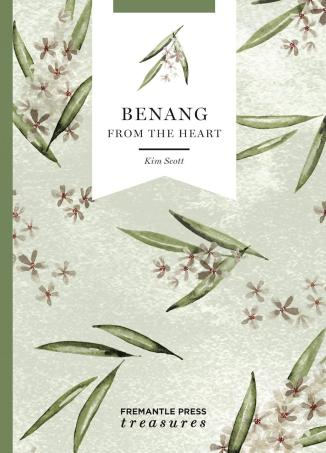 BENANG
FROM THE HEART
Kim Scott
FREMANTLE PRESS
treasures